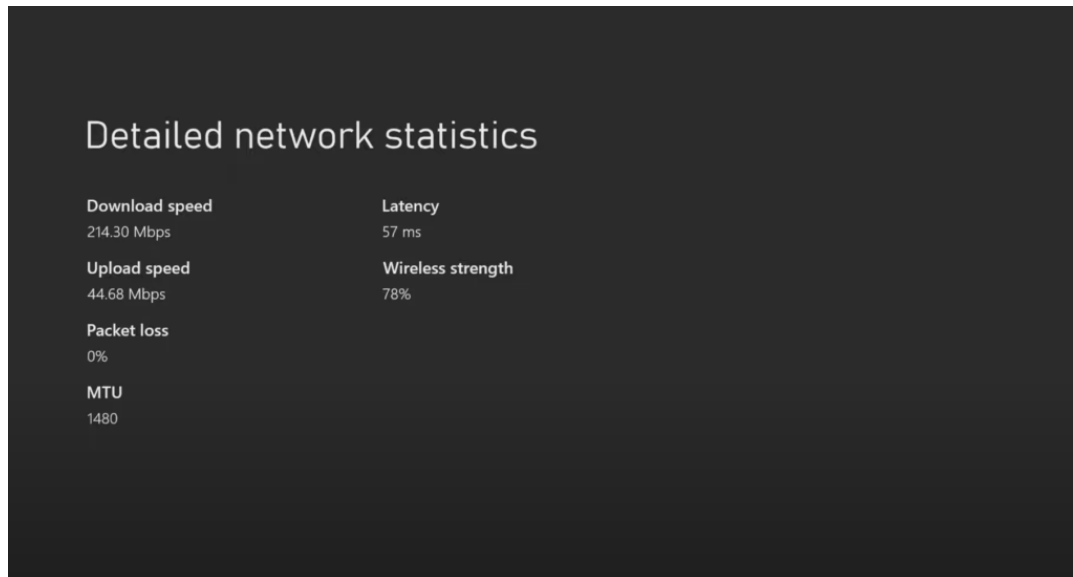 Detailed network statistics
Download speed
214.30 Mbps
Upload speed
44.68 Mbps
Packet loss
0%
MTU
1480
Latency
57 ms
Wireless strength
78%